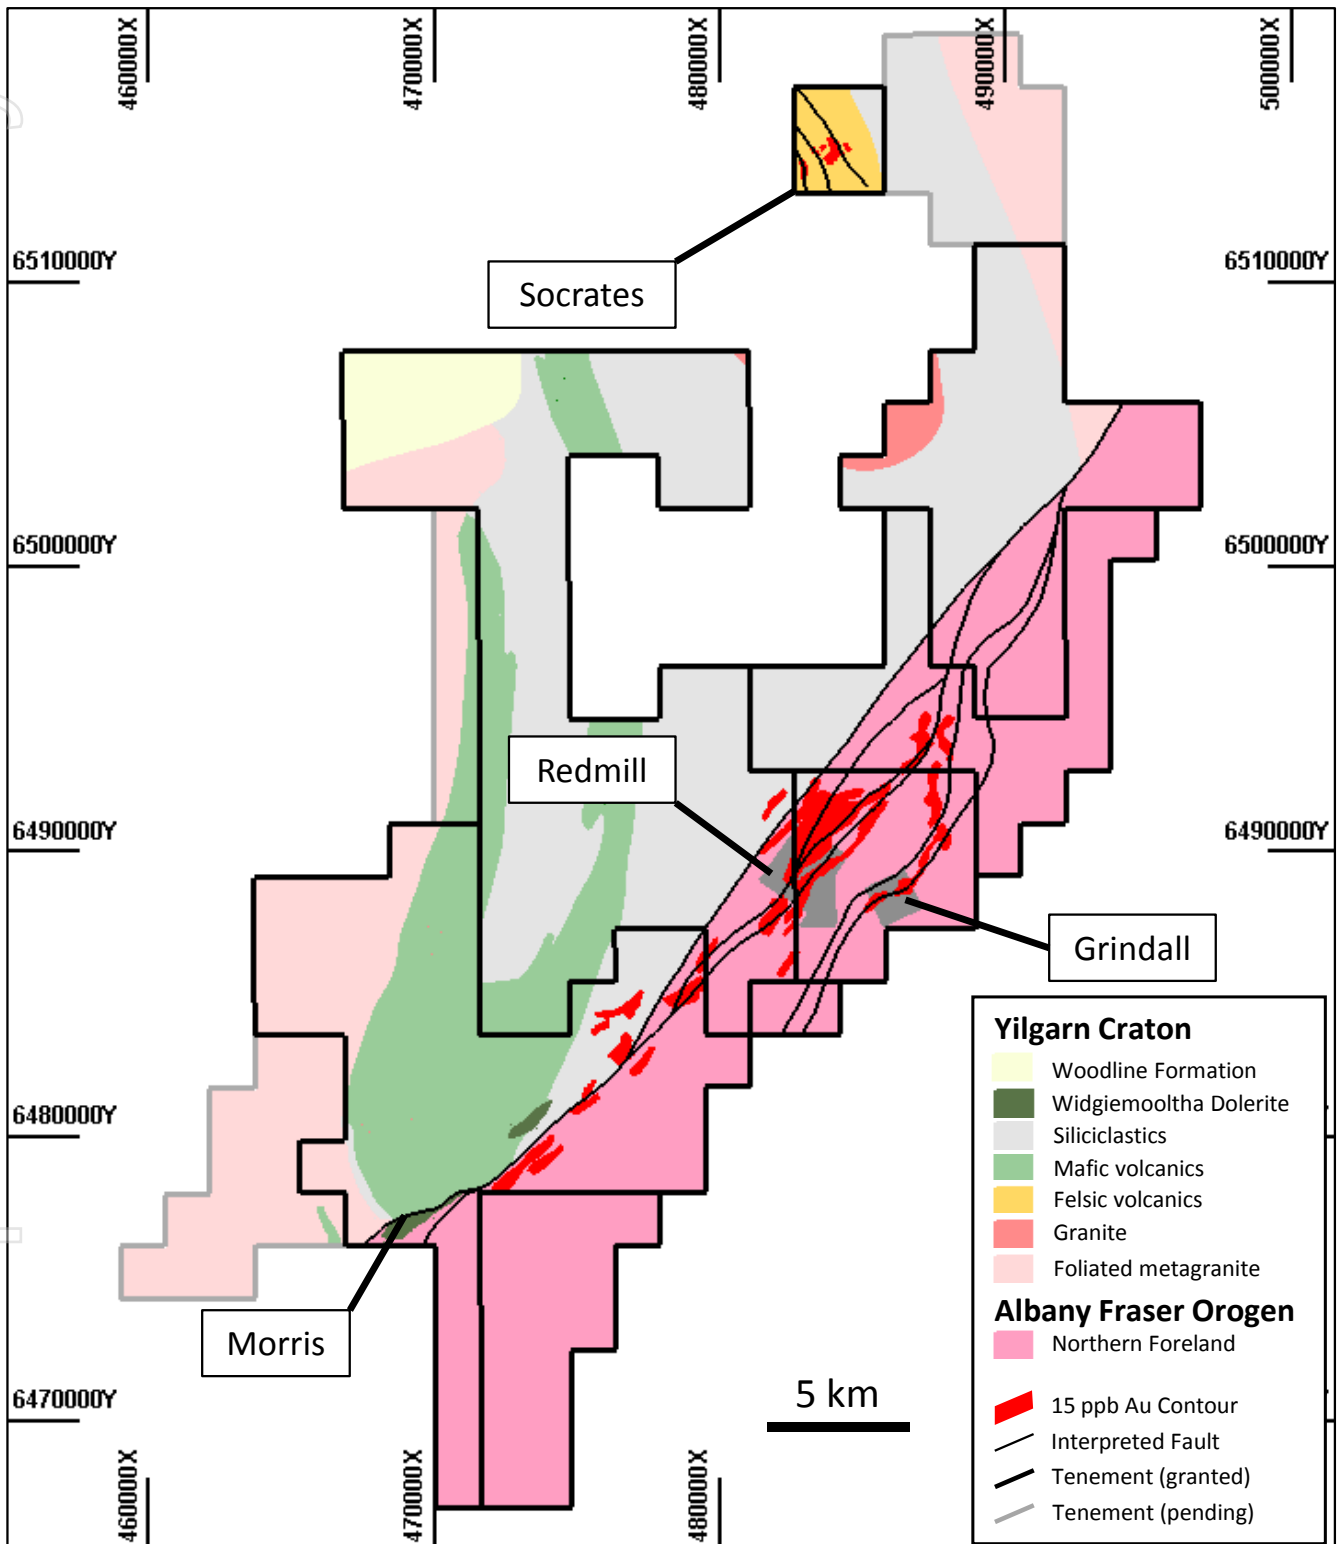 460000X
470000X
480000X
490000X
500000X
6510000Y
6510000Y
Socrates
6500000Y
6500000Y
Redmill
6490000Y
6490000Y
Grindall
6480000Y
Morris
6470000Y
5 km
460000X
470000X
480000X
Yilgarn Craton
Woodline Formation
Widgiemooltha Dolerite
Siliciclastics
Mafic volcanics
Felsic volcanics
Granite
Foliated metagranite
Albany Fraser Orogen
Northern Foreland
15 ppb Au Contour
Interpreted Fault
Tenement (granted)
Tenement (pending)